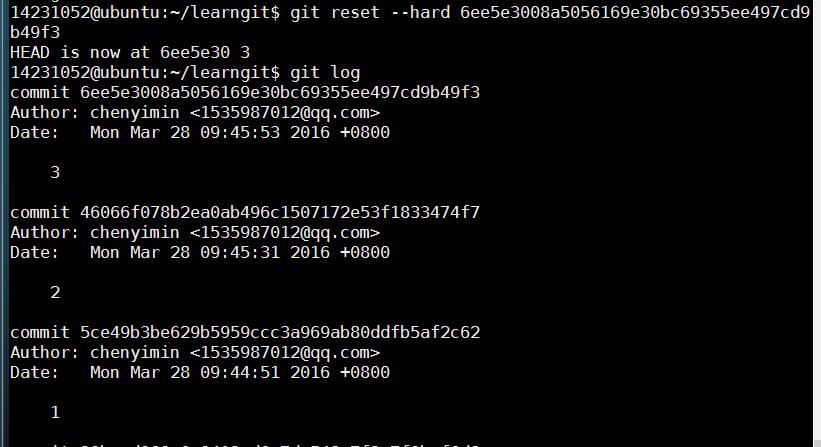 14231052@ubuntu:~/learngit$ git reset --hard 6ee5e3008a5056169e30bc69355ee497cd9
b49f3
HEAD is now at 6ee5e30 3
14231052@ubuntu:~/learngit$ git log
commit 6ee5e3008a5056169e30bc69355ee497cd9b49f3
Author: chenyimin <1535987012@qq.com>
Date:   Mon Mar 28 09:45:53 2016 +0800
3
commit 46066f078b2ea0ab496c1507172e53f1833474f7
Author: chenyimin <1535987012@qq.com>
Date:   Mon Mar 28 09:45:31 2016 +0800
2
commit 5ce49b3be629b5959ccc3a969ab80ddfb5af2c62
Author: chenyimin <1535987012@qq.com>
Date:   Mon Mar 28 09:44:51 2016 +0800
1